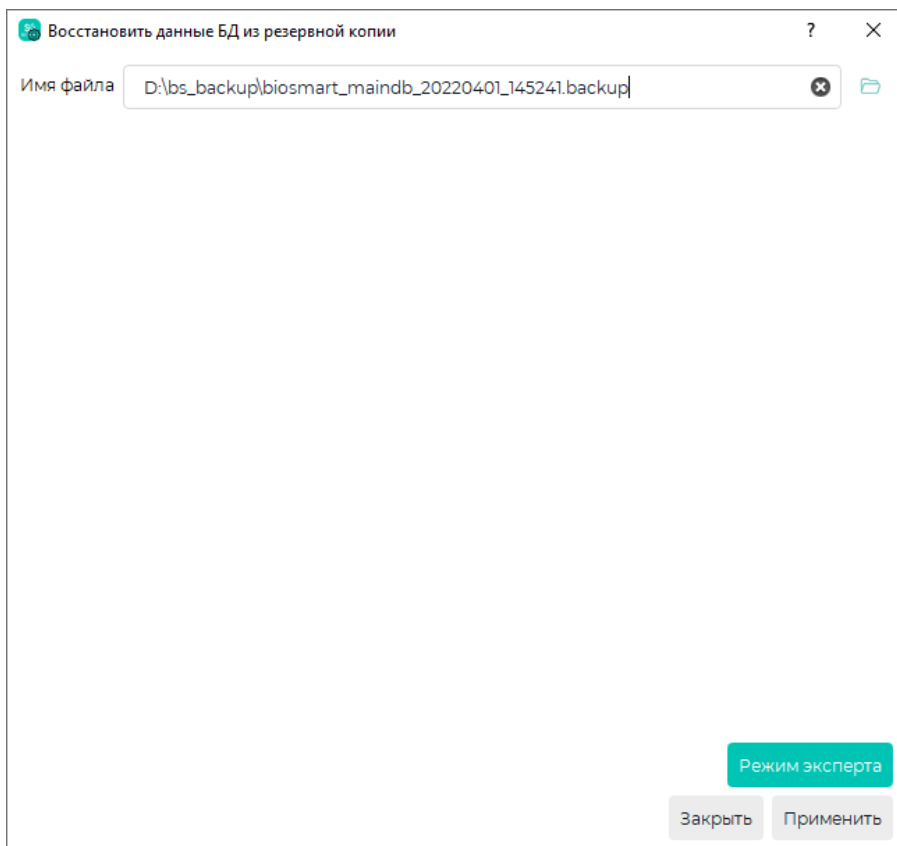 Восстановить данные БД из резервной копии ?
Имя файла D:\bs_backup\biosmart_maindb_20220401_145241.backup
Режим эксперта
Закрыть Применить